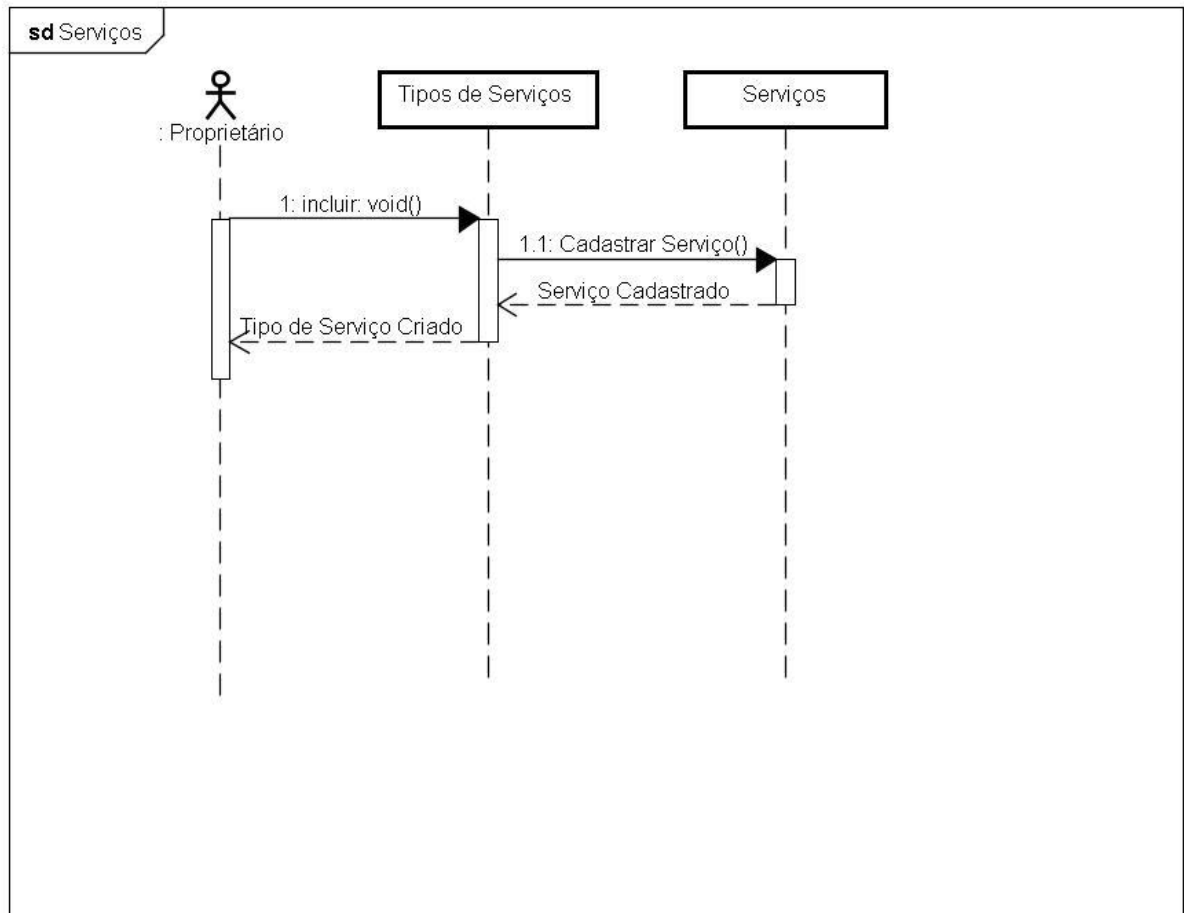 sd Serviços
: Proprietário
Tipos de Serviços
Serviços
1: incluir: void()
1.1: Cadastrar Serviço()
Serviço Cadastrado
Tipo de Serviço Criado